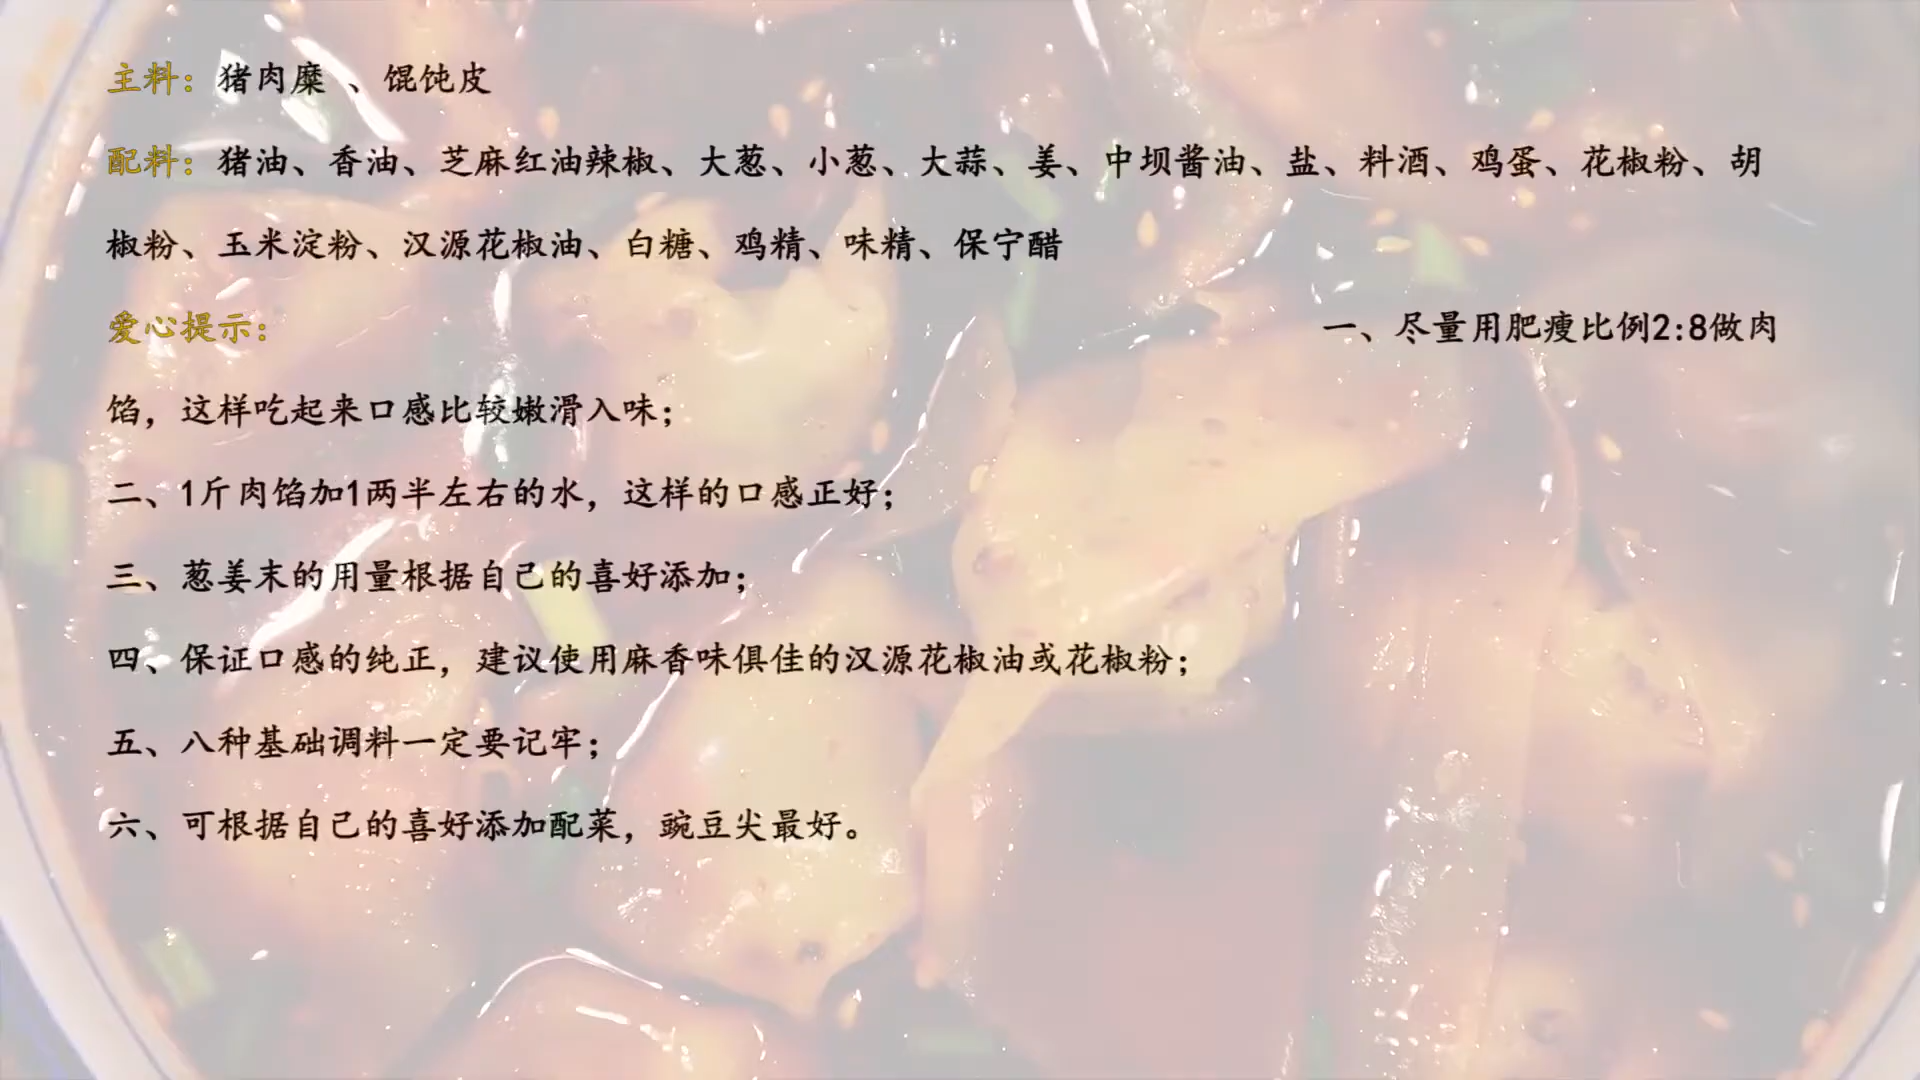 主料：猪肉糜 、馄饨皮
配料：猪油、香油、芝麻红油辣椒、大葱、小葱、大蒜、姜、中坝酱油、盐、料酒、鸡蛋、花椒粉、胡
椒粉、玉米淀粉、汉源花椒油、白糖、鸡精、味精、保宁醋
爱心提示： 一、尽量用肥瘦比例2:8做肉
馅，这样吃起来口感比较嫩滑入味；
二、1斤肉馅加1两半左右的水，这样的口感正好；
三、葱姜末的用量根据自己的喜好添加；
四、保证口感的纯正，建议使用麻香味俱佳的汉源花椒油或花椒粉；
五、八种基础调料一定要记牢；
六、可根据自己的喜好添加配菜，豌豆尖最好。